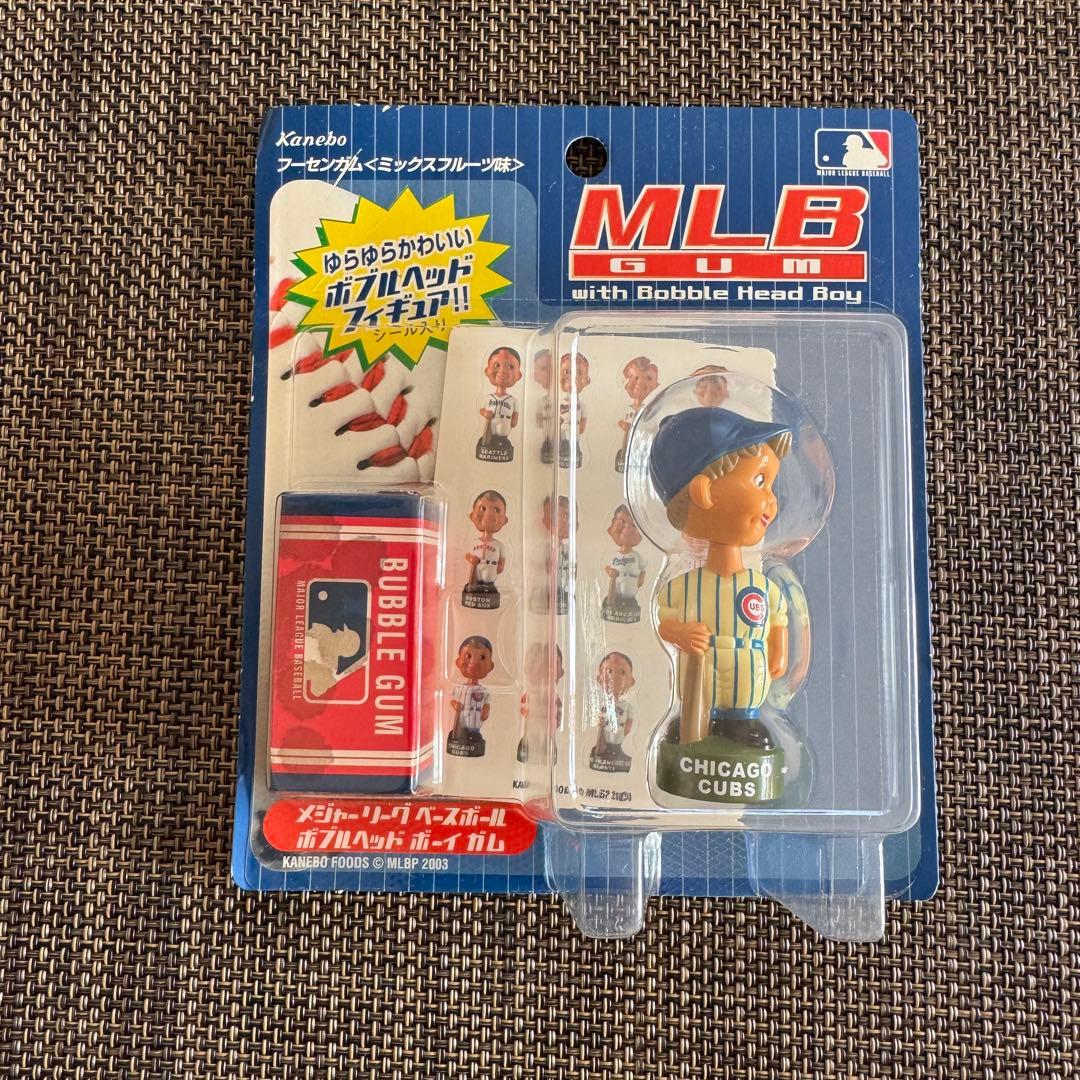 Kanebo
フーセンガム<ミックスフルーツ味>
MAJOR LEAGUE BASEBALL
MLB
GUM
with Bobble Head Boy
ゆらゆらかわいい
ボブルヘッド
フィギュア!!
シール入り
SEATTLE
MARINERS
BOSTON
RED SOX
Dodgers
CHICAGO
CUBS
BUBBLE GUM
MAJOR LEAGUE BASEBALL
CUBS
CHICAGO
CUBS
メジャーリーグ ベースボール
ボブルヘッド ボーイ ガム
KANEBO FOODS © MLBP 2003